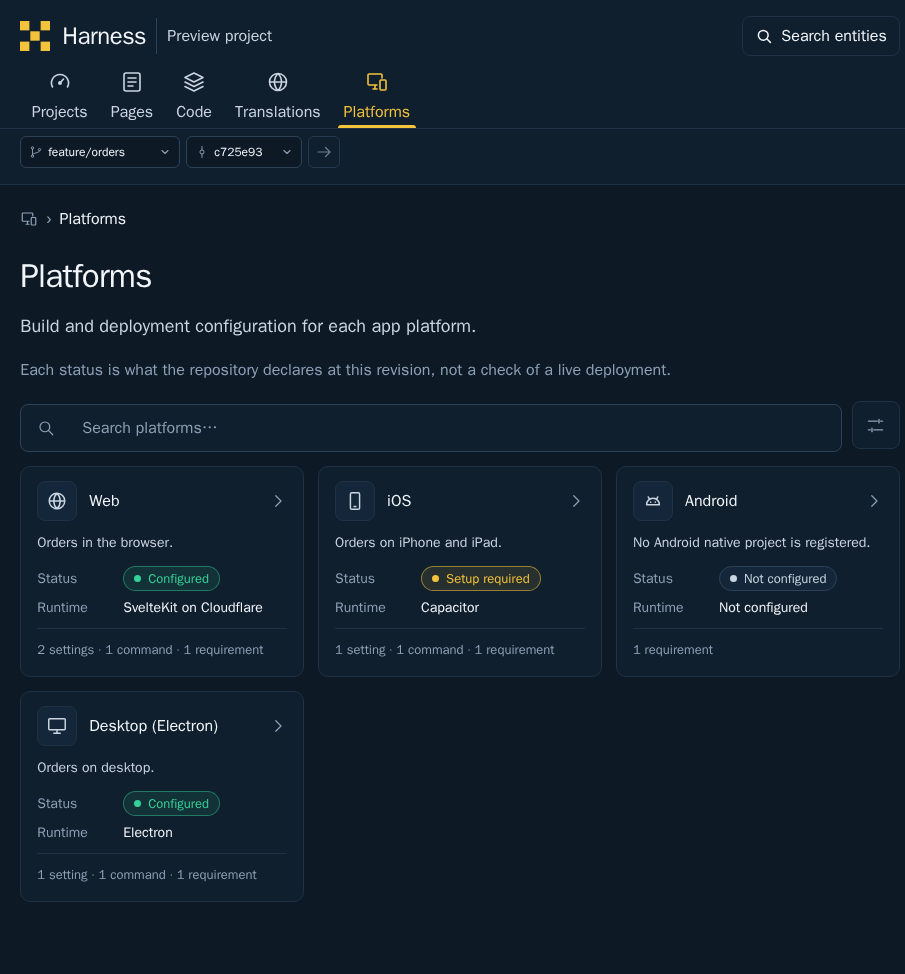 Harness
Preview project
Search entities
Projects
Pages
Code
Translations
Platforms
feature/orders
c725e93
Platforms
Platforms
Build and deployment configuration for each app platform.
Each status is what the repository declares at this revision, not a check of a live deployment.
Search platforms…
Web
Orders in the browser.
Status Configured
Runtime SvelteKit on Cloudflare
2 settings · 1 command · 1 requirement
iOS
Orders on iPhone and iPad.
Status Setup required
Runtime Capacitor
1 setting · 1 command · 1 requirement
Android
No Android native project is registered.
Status Not configured
Runtime Not configured
1 requirement
Desktop (Electron)
Orders on desktop.
Status Configured
Runtime Electron
1 setting · 1 command · 1 requirement